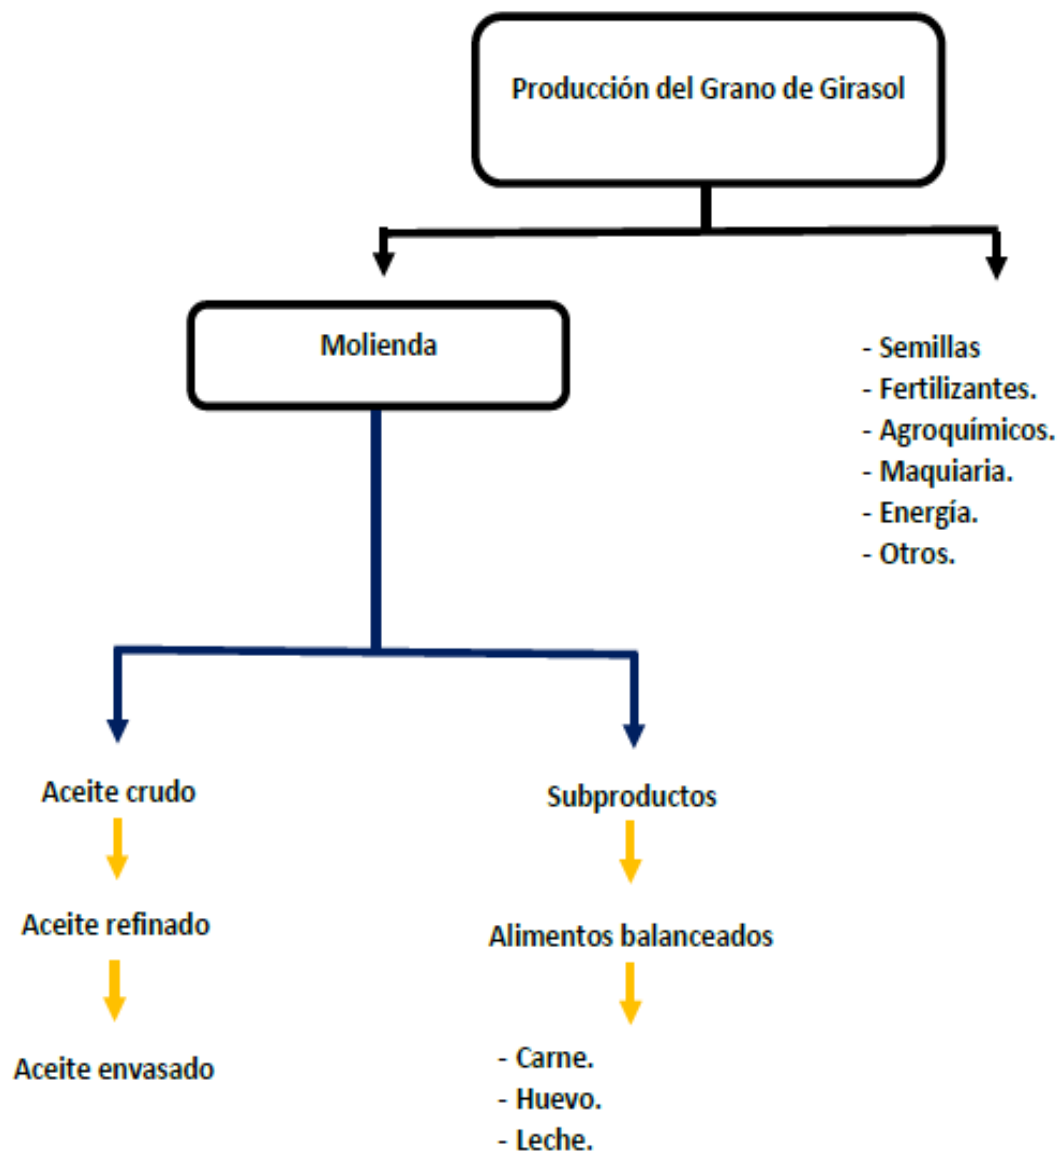 Producción del Grano de Girasol
Molienda
- Semillas
- Fertilizantes.
- Agroquímicos.
- Maquiaria.
- Energía.
- Otros.
Aceite crudo
Subproductos
Aceite refinado
Alimentos balanceados
Aceite envasado
- Carne.
- Huevo.
- Leche.